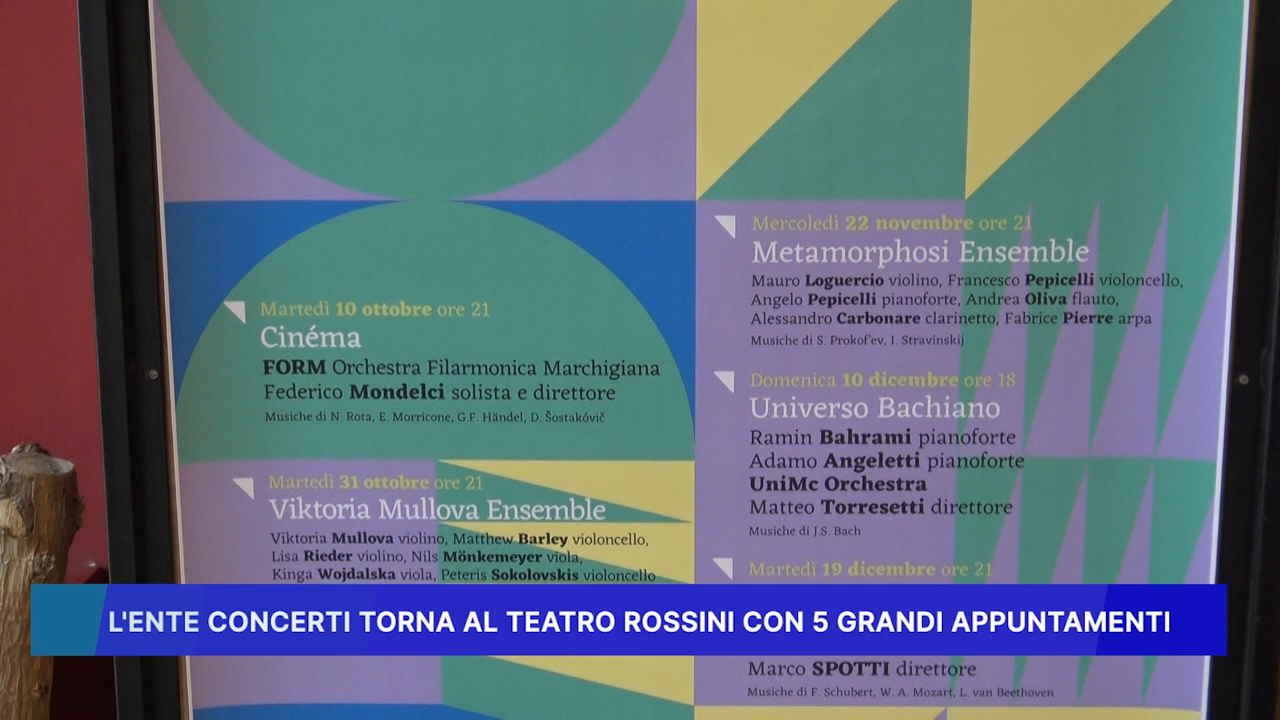 Martedì 10 ottobre ore 21
Cinéma
FORM Orchestra Filarmonica Marchigiana
Federico Mondelci solista e direttore
Musiche di N. Rota, E. Morricone, G.F. Händel, D. Šostakóvič
Martedì 31 ottobre ore 21
Viktoria Mullova Ensemble
Viktoria Mullova violino, Matthew Barley violoncello,
Lisa Rieder violino, Nils Mönkemeyer viola,
Kinga Wojdalska viola, Peteris Sokolovskis violoncello
Mercoledì 22 novembre ore 21
Metamorphosi Ensemble
Mauro Loguercio violino, Francesco Pepicelli violoncello,
Angelo Pepicelli pianoforte, Andrea Oliva flauto,
Alessandro Carbonare clarinetto, Fabrice Pierre arpa
Musiche di S. Prokof'ev, I. Stravinskij
Domenica 10 dicembre ore 18
Universo Bachiano
Ramin Bahrami pianoforte
Adamo Angeletti pianoforte
UniMc Orchestra
Matteo Torresetti direttore
Musiche di J.S. Bach
Martedì 19 dicembre ore 21
Marco SPOTTI direttore
Musiche di F. Schubert, W. A. Mozart, L. van Beethoven
L'ENTE CONCERTI TORNA AL TEATRO ROSSINI CON 5 GRANDI APPUNTAMENTI